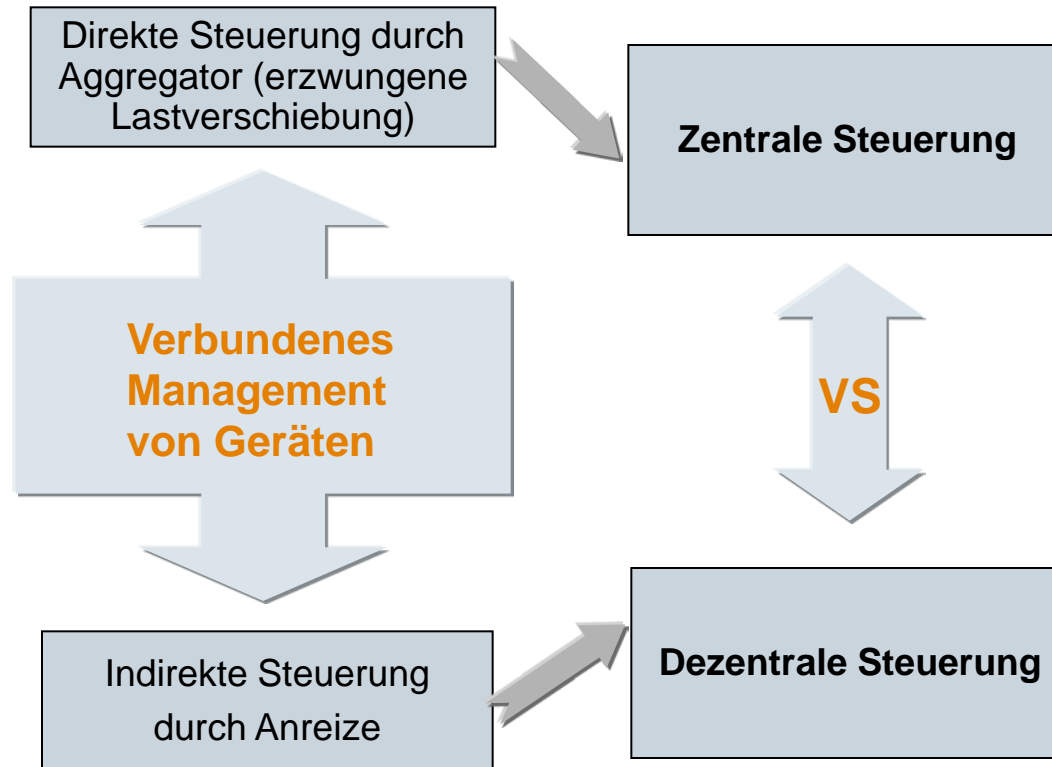 Direkte Steuerung durch
Aggregator (erzwungene
Lastverschiebung)
Zentrale Steuerung
Verbundenes
Management
von Geräten
VS
Indirekte Steuerung
durch Anreize
Dezentrale Steuerung